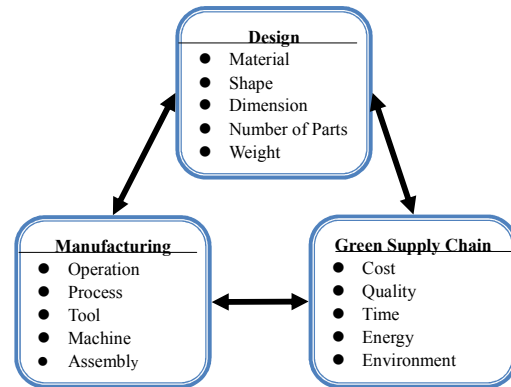 Design
● Material
● Shape
● Dimension
● Number of Parts
● Weight
Manufacturing
● Operation
● Process
● Tool
● Machine
● Assembly
Green Supply Chain
● Cost
● Quality
● Time
● Energy
● Environment